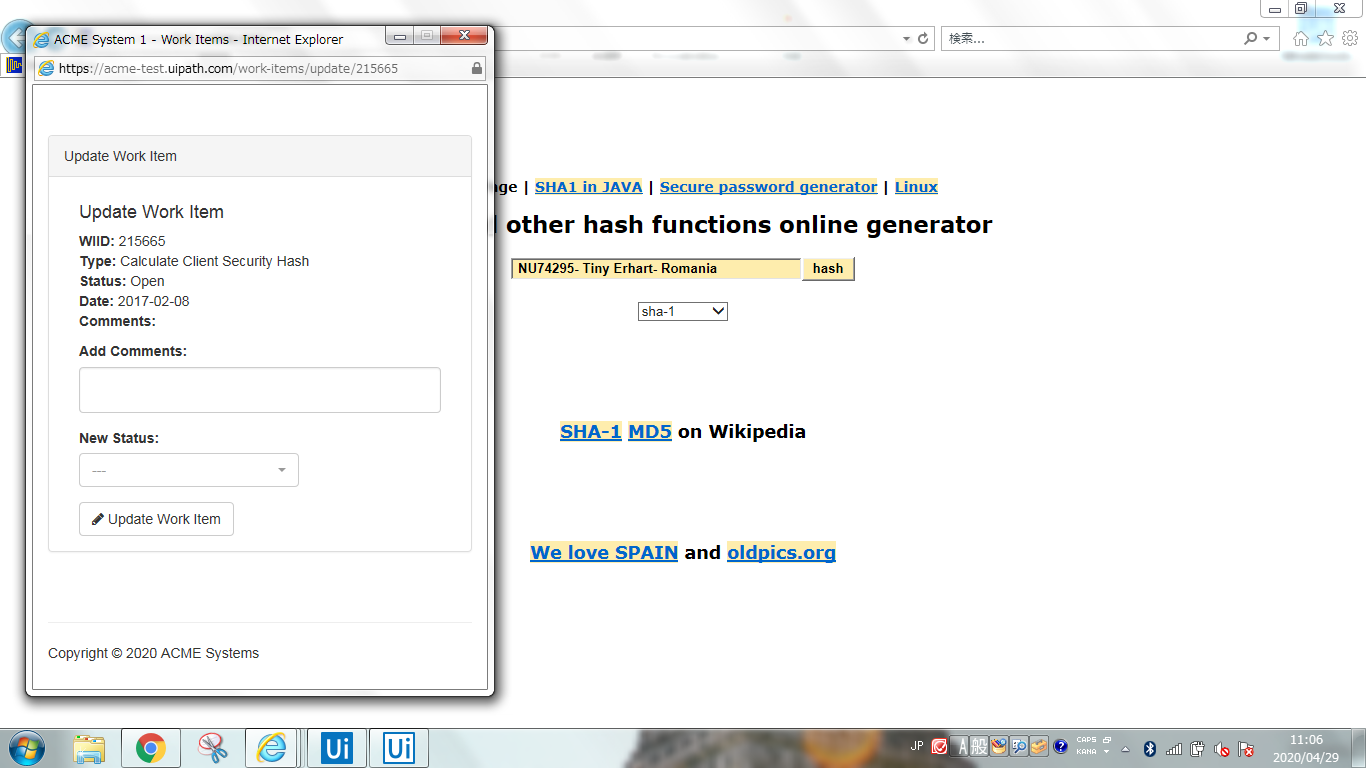 ACME System 1 - Work Items - Internet Explorer
https://acme-test.uipath.com/work-items/update/215665
検索...
Update Work Item
Update Work Item
WIID: 215665
Type: Calculate Client Security Hash
Status: Open
Date: 2017-02-08
Comments:
Add Comments:
New Status:
---
Update Work Item
Copyright © 2020 ACME Systems
| SHA1 in JAVA | Secure password generator | Linux
other hash functions online generator
NU74295- Tiny Erhart- Romania
hash
sha-1
SHA-1 MD5 on Wikipedia
We love SPAIN and oldpics.org
Ui
Ui
JP
A 般
CAPS
KANA
11:06
2020/04/29